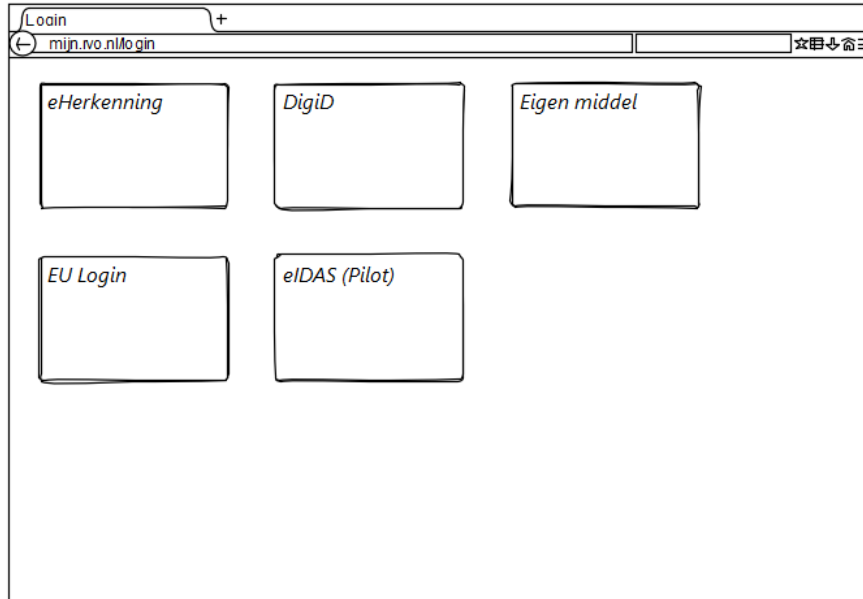 Login
+
mijn.rvo.nl/login
eHerkenning
DigiD
Eigen middel
EU Login
eIDAS (Pilot)